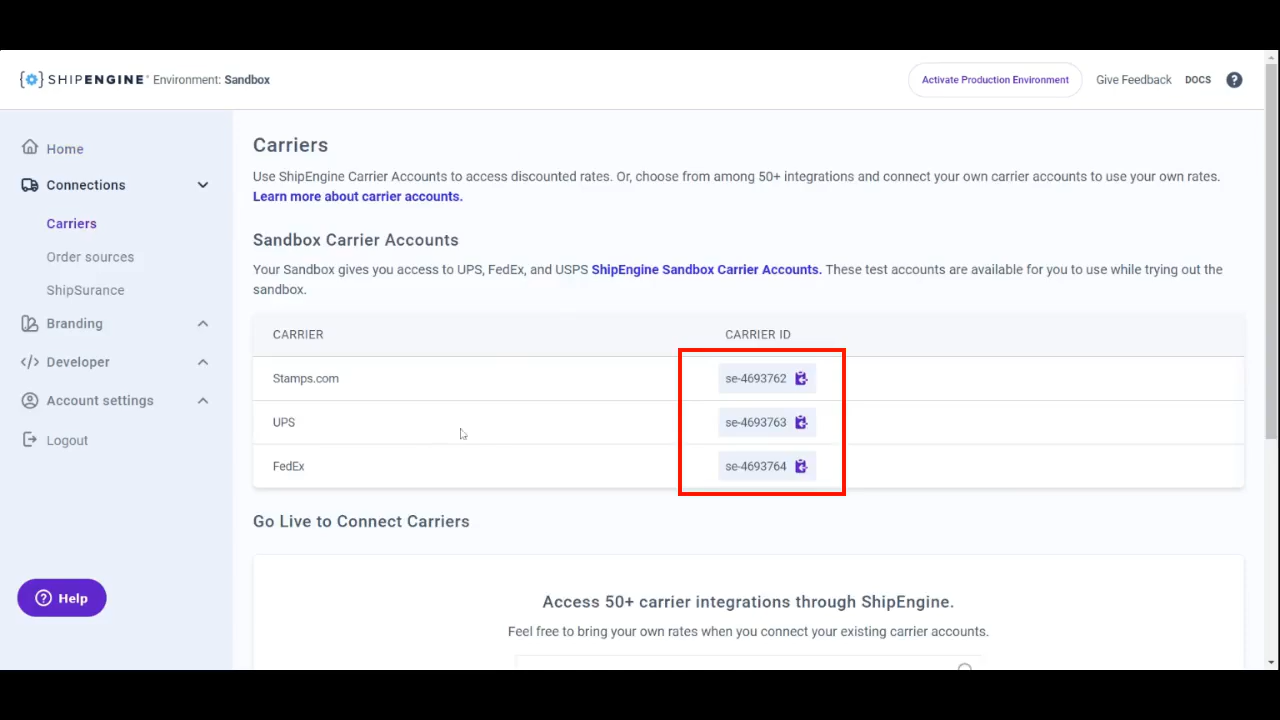 SHIPENGINE Environment: Sandbox
Activate Production Environment
Give Feedback
DOCS
?
Home
Connections
Carriers
Order sources
ShipSurance
Branding
</> Developer
Account settings
Logout
? Help
Carriers
Use ShipEngine Carrier Accounts to access discounted rates. Or, choose from among 50+ integrations and connect your own carrier accounts to use your own rates.
Learn more about carrier accounts.
Sandbox Carrier Accounts
Your Sandbox gives you access to UPS, FedEx, and USPS ShipEngine Sandbox Carrier Accounts. These test accounts are available for you to use while trying out the
sandbox.
CARRIER CARRIER ID
Stamps.com se-4693762
UPS se-4693763
FedEx se-4693764
Go Live to Connect Carriers
Access 50+ carrier integrations through ShipEngine.
Feel free to bring your own rates when you connect your existing carrier accounts.